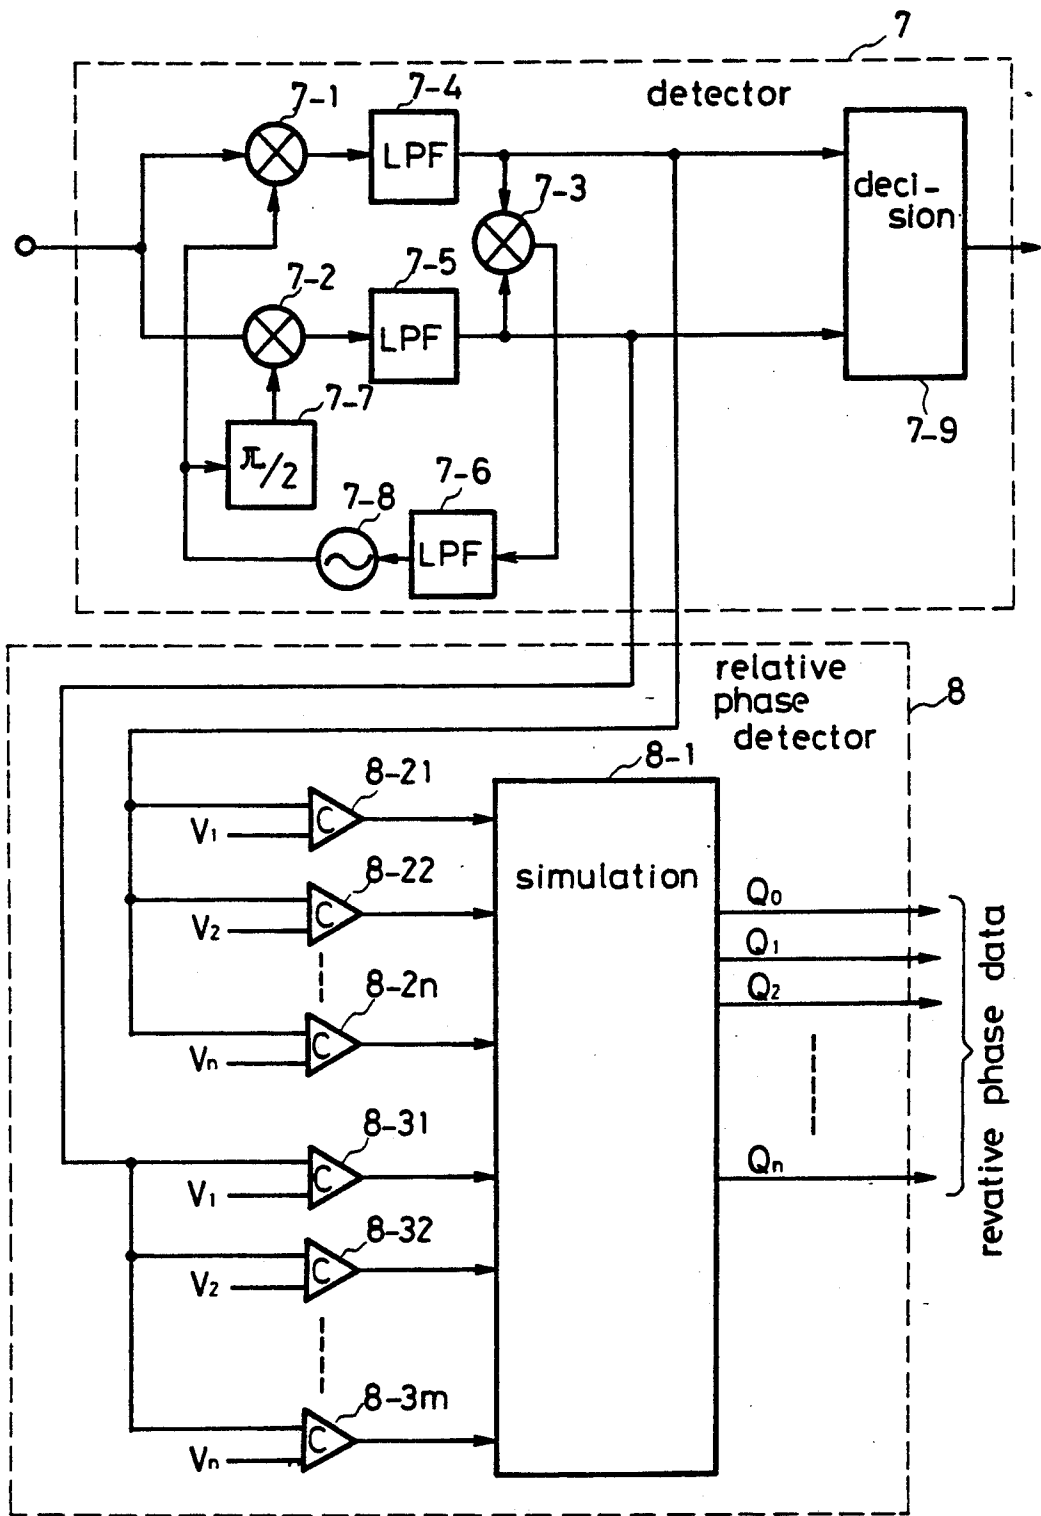 7
detector
7-1
7-4
LPF
deci-
sion
7-3
7-2
7-5
LPF
7-9
7-7
π/2
7-8
7-6
LPF
relative
phase
detector
8
8-1
8-21
C
V1
simulation
8-22
C
V2
8-2n
C
Vn
8-31
C
V1
8-32
C
V2
8-3m
C
Vn
Q0
Q1
Q2
Qn
revative phase data